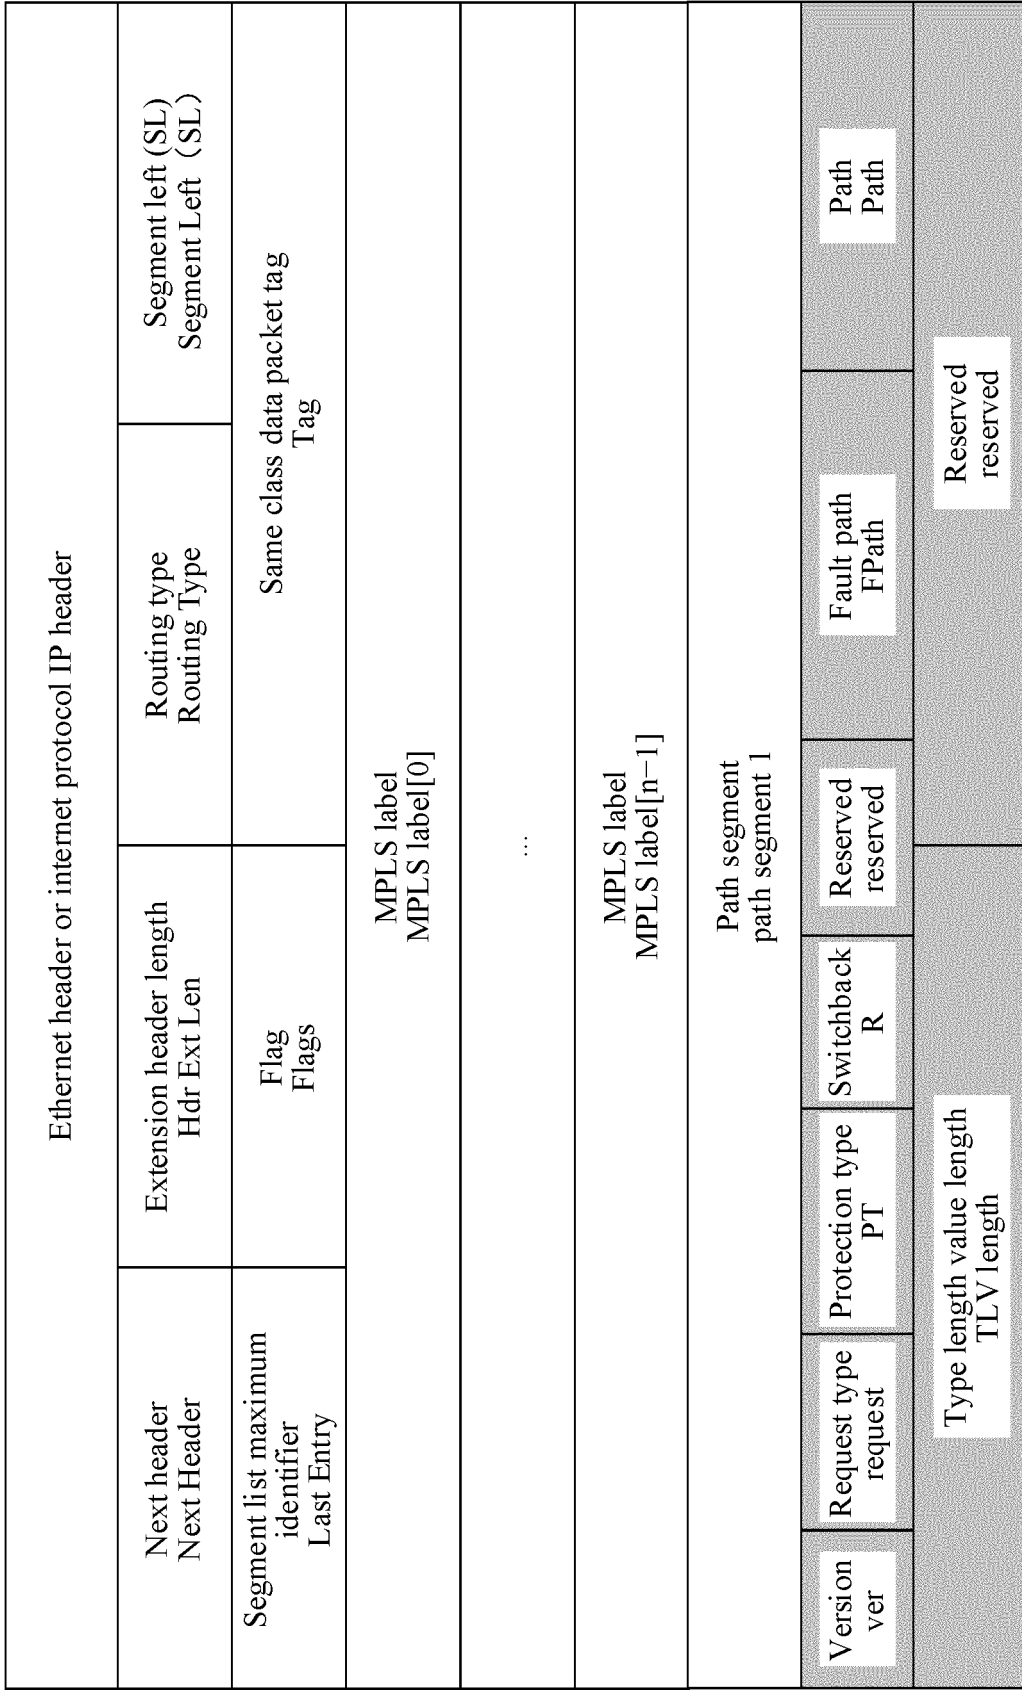 Ethernet header or internet protocol IP header
Next header
Next Header
Extension header length
Hdr Ext Len
Routing type
Routing Type
Segment left (SL)
Segment Left（SL）
Segment list maximum
identifier
Last Entry
Flag
Flags
Same class data packet tag
Tag
MPLS label
MPLS label[0]
...
MPLS label
MPLS label[n−1]
Path segment
path segment 1
Version
ver
Request type
request
Protection type
PT
Switchback
R
Reserved
reserved
Fault path
FPath
Path
Path
Type length value length
TLV length
Reserved
reserved